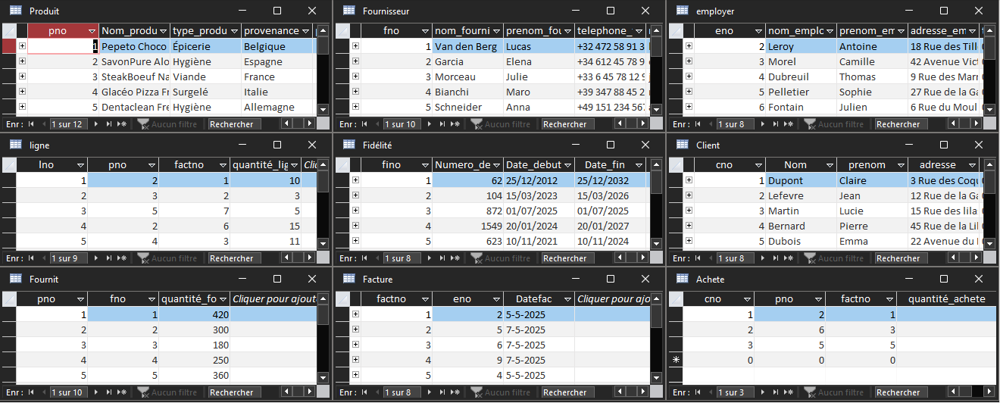 Produit
pno Nom_produ type_produ provenance
1 Pepeto Choco Épicerie Belgique
2 SavonPure Alo Hygiène Espagne
3 SteakBoeuf Na Viande France
4 Glacéo Pizza Fr Surgelé Italie
5 Dentaclean Fre Hygiène Allemagne
Enr : 1 sur 12 Aucun filtre Rechercher
Fournisseur
fno nom_fourni prenom_fou telephone_
1 Van den Berg Lucas +32 472 58 91 3
2 Garcia Elena +34 612 45 78 9
3 Morceau Julie +33 6 45 78 12 9
4 Bianchi Maro +39 347 88 45 2
5 Schneider Anna +49 151 234 567
Enr : 1 sur 10 Aucun filtre Rechercher
employer
eno nom_emplo prenom_em adresse_em
2 Leroy Antoine 18 Rue des Till
3 Morel Camille 42 Avenue Vict
4 Dubreuil Thomas 9 Rue des Marr
5 Pelletier Sophie 27 Rue de la Ga
6 Fontain Julien 6 Rue du Moul
Enr : 1 sur 8 Aucun filtre Rechercher
ligne
lno pno factno quantité_lig Clic
1 2 1 10
2 3 2 3
3 5 7 5
4 2 6 15
5 4 3 11
Enr : 1 sur 9 Aucun filtre Rechercher
Fidélité
fino Numero_de Date_debut Date_fin
1 62 25/12/2012 25/12/2032
2 104 15/03/2023 15/03/2026
3 872 01/07/2025 01/07/2025
4 1549 20/01/2024 20/01/2027
5 623 10/11/2021 10/11/2024
Enr : 1 sur 8 Aucun filtre Rechercher
Client
cno Nom prenom adresse
1 Dupont Claire 3 Rue des Coqu
2 Lefevre Jean 12 Rue de la Ga
3 Martin Lucie 15 Rue des lila
4 Bernard Pierre 45 Rue de la Lil
5 Dubois Emma 22 Avenue du
Enr : 1 sur 8 Aucun filtre Rechercher
Fournit
pno fno quantité_fo Cliquer pour ajout
1 1 420
2 2 300
3 3 180
4 4 250
5 5 360
Enr : 1 sur 10 Aucun filtre Rechercher
Facture
factno eno Datefac Cliquer pour ajo
1 2 5-5-2025
2 5 7-5-2025
3 6 7-5-2025
4 9 7-5-2025
5 4 5-5-2025
Enr : 1 sur 8 Aucun filtre Rechercher
Achete
cno pno factno quantité_achete
1 2 1
2 6 3
3 5 5
0 0 0
Enr : 1 sur 3 Aucun filtre Rechercher